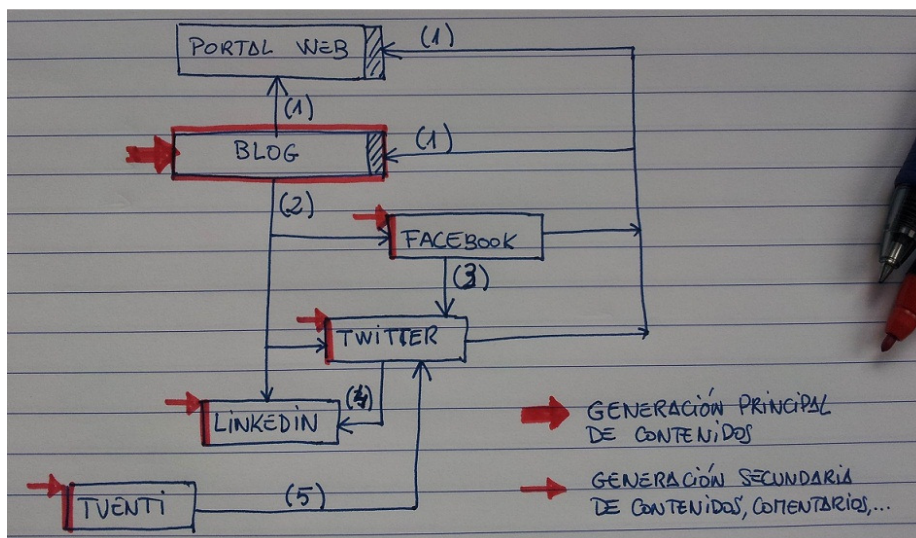 PORTAL WEB
(1)
(1)
BLOG
(1)
(2)
FACEBOOK
(3)
TWITTER
(4)
LINKEDIN
TVENTI
(5)
GENERACIÓN PRINCIPAL
DE CONTENIDOS
GENERACIÓN SECUNDARIA
DE CONTENIDOS, COMENTARIOS,...